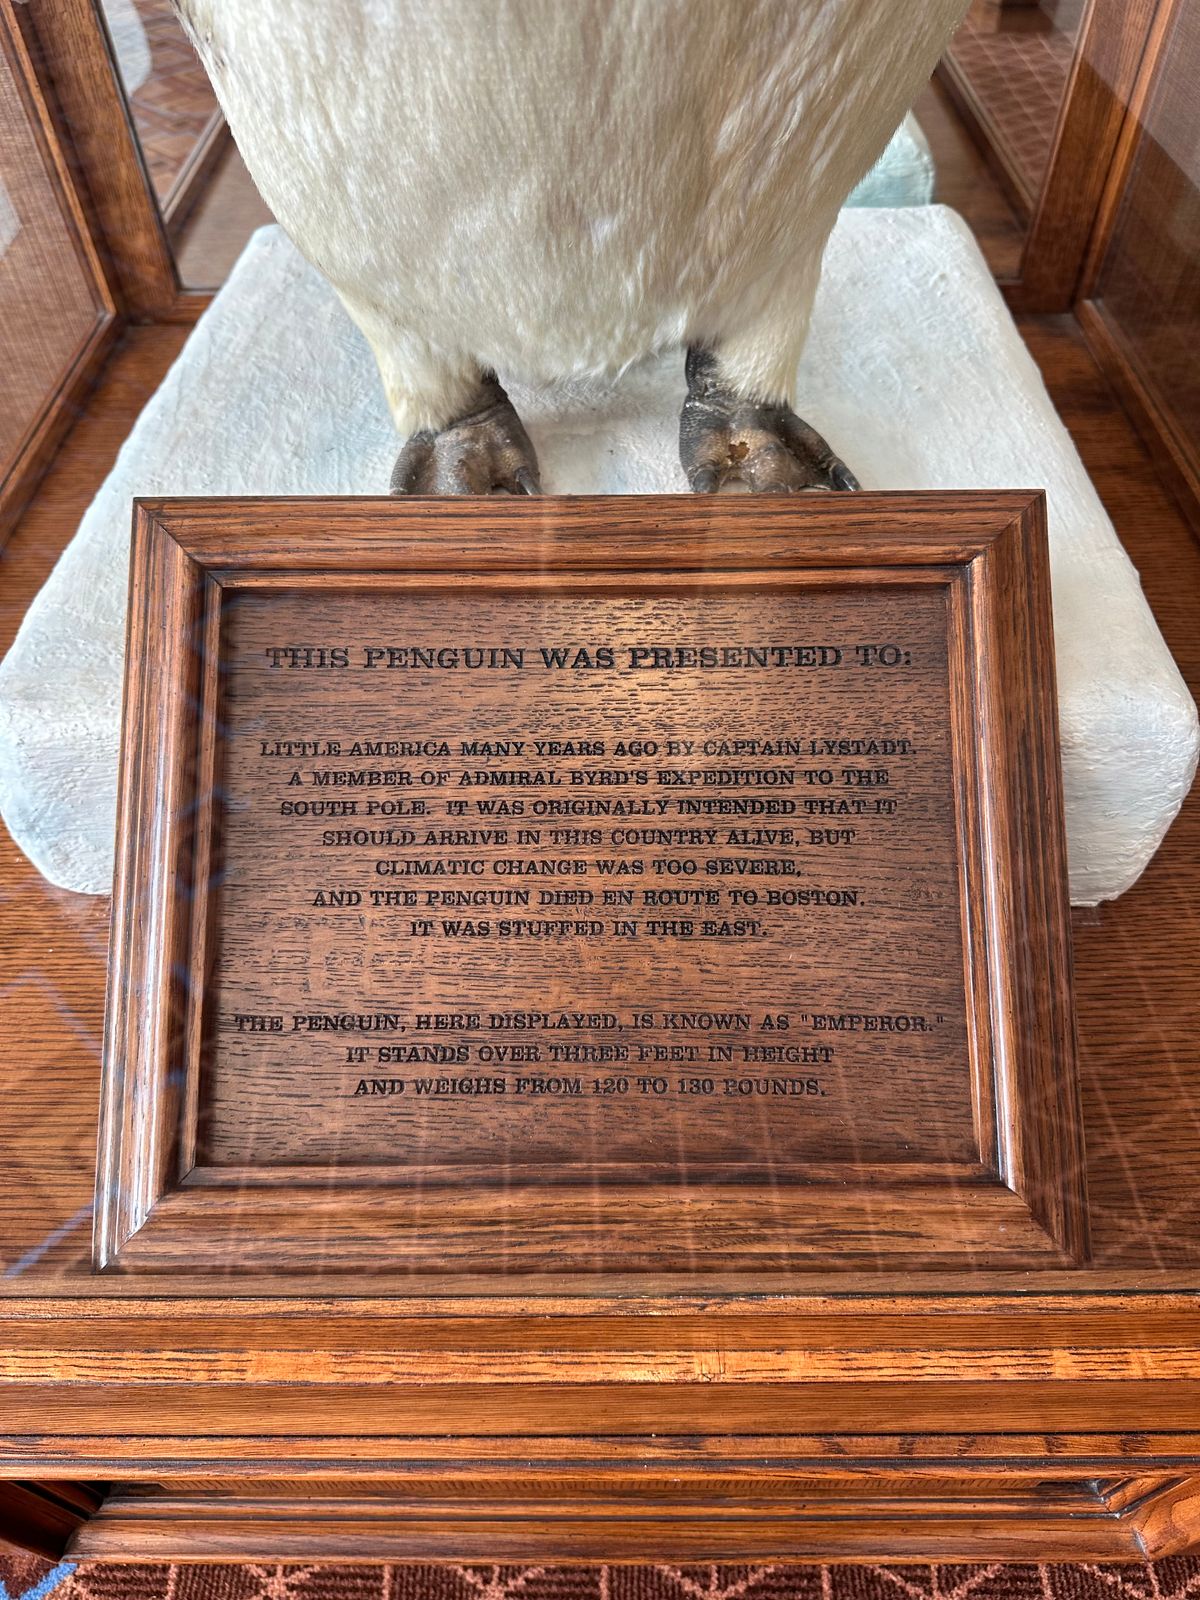 THIS PENGUIN WAS PRESENTED TO:
LITTLE AMERICA MANY YEARS AGO BY CAPTAIN LYSTADT.
A MEMBER OF ADMIRAL BYRD'S EXPEDITION TO THE
SOUTH POLE. IT WAS ORIGINALLY INTENDED THAT IT
SHOULD ARRIVE IN THIS COUNTRY ALIVE, BUT
CLIMATIC CHANGE WAS TOO SEVERE,
AND THE PENGUIN DIED EN ROUTE TO BOSTON.
IT WAS STUFFED IN THE EAST.
THE PENGUIN, HERE DISPLAYED, IS KNOWN AS "EMPEROR."
IT STANDS OVER THREE FEET IN HEIGHT
AND WEIGHS FROM 120 TO 130 POUNDS.